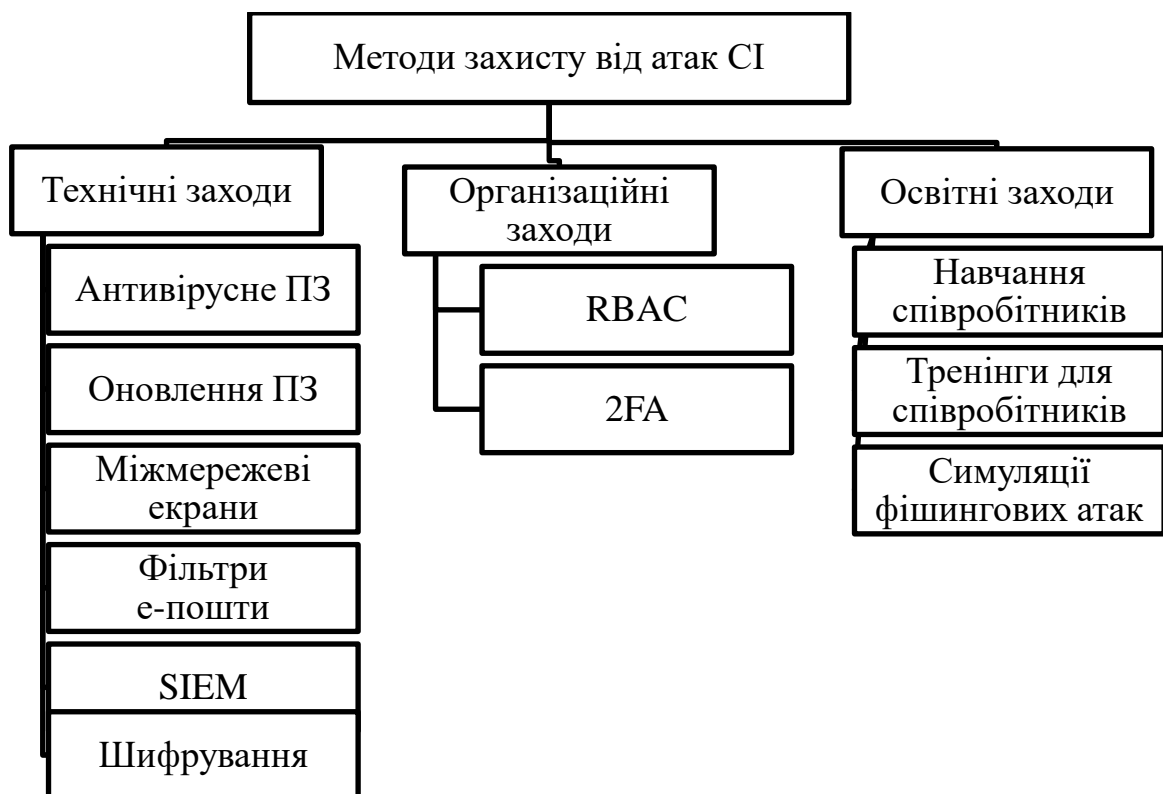 Методи захисту від атак СІ
Технічні заходи
Антивірусне ПЗ
Оновлення ПЗ
Міжмережеві
екрани
Фільтри
е-пошти
SIEM
Шифрування
Організаційні
заходи
RBAC
2FA
Освітні заходи
Навчання
співробітників
Тренінги для
співробітників
Симуляції
фішингових атак